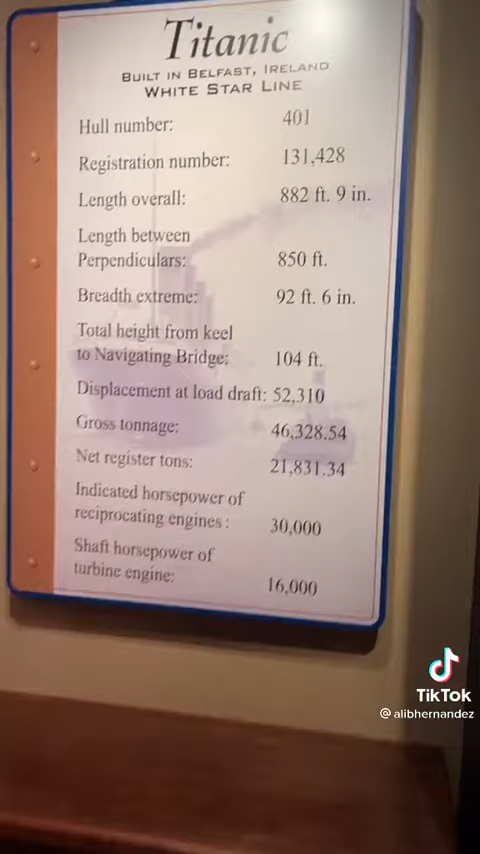 Titanic
BUILT IN BELFAST, IRELAND
WHITE STAR LINE
Hull number: 401
Registration number: 131,428
Length overall: 882 ft. 9 in.
Length between
Perpendiculars: 850 ft.
Breadth extreme: 92 ft. 6 in.
Total height from keel
to Navigating Bridge: 104 ft.
Displacement at load draft: 52,310
Gross tonnage: 46,328.54
Net register tons: 21,831.34
Indicated horsepower of
reciprocating engines: 30,000
Shaft horsepower of
turbine engine: 16,000
TikTok
@alibhernandez